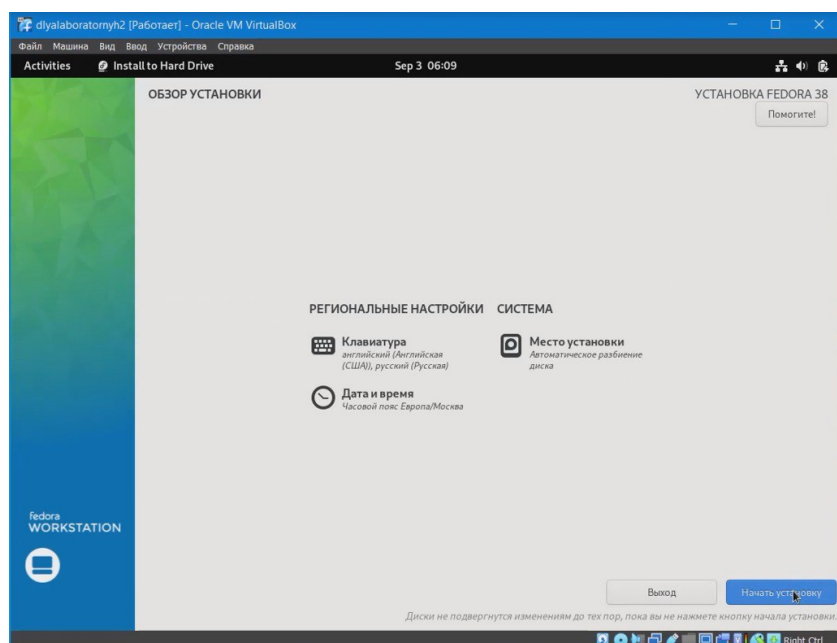 dlyalaboratornyh2 [Работает] - Oracle VM VirtualBox
Файл Машина Вид Ввод Устройства Справка
Activities Install to Hard Drive Sep 3 06:09
ОБЗОР УСТАНОВКИ УСТАНОВКА FEDORA 38
Помогите!
РЕГИОНАЛЬНЫЕ НАСТРОЙКИ СИСТЕМА
Клавиатура
английский (Английская
(США)), русский (Русская)
Место установки
Автоматическое разбиение
диска
Дата и время
Часовой пояс Европа/Москва
fedora
WORKSTATION
Выход Начать установку
Диски не подвергнутся изменениям до тех пор, пока вы не нажмете кнопку начала установки.
Right Ctrl